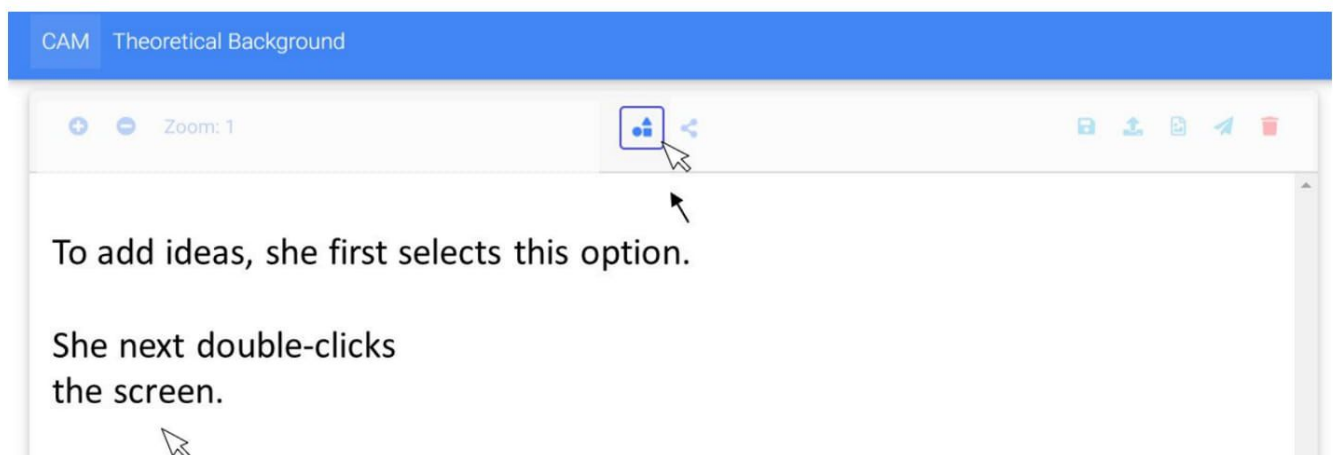 CAM Theoretical Background
Zoom: 1
To add ideas, she first selects this option.
She next double-clicks
the screen.